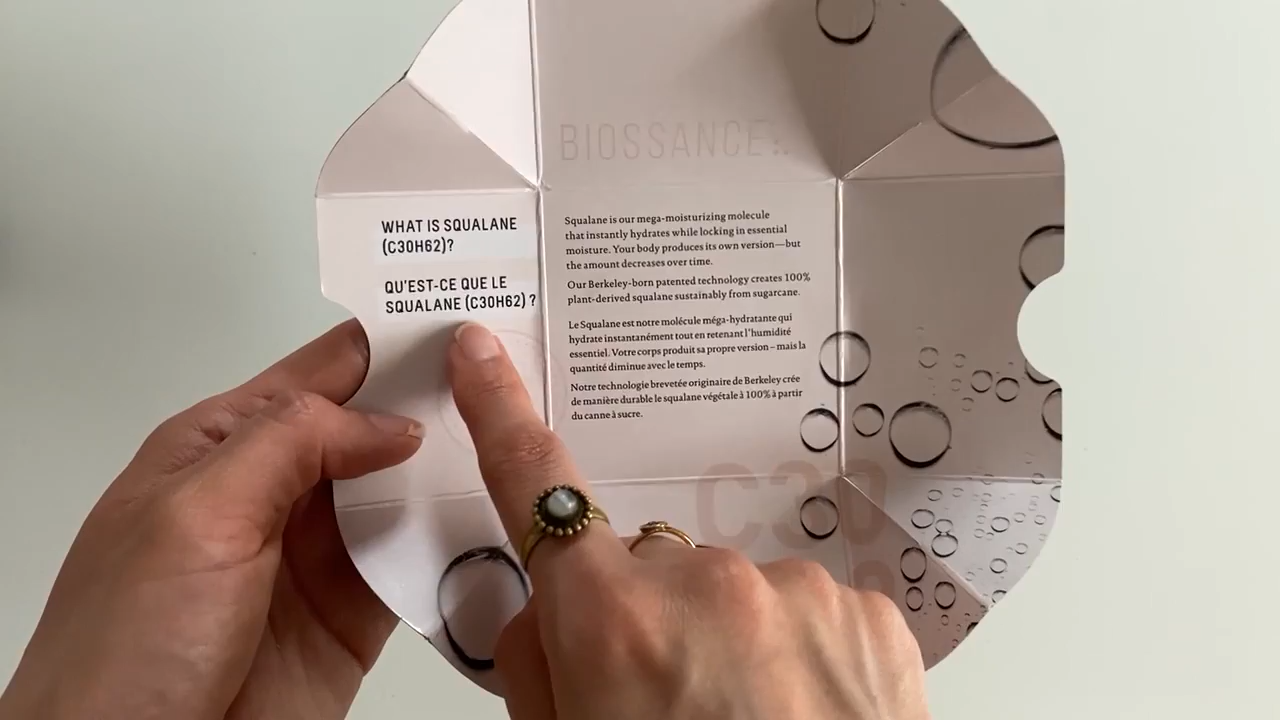 BIOSSANCE
WHAT IS SQUALANE
(C30H62)?
QU'EST-CE QUE LE
SQUALANE (C30H62) ?
Squalane is our mega-moisturizing molecule
that instantly hydrates while locking in essential
moisture. Your body produces its own version—but
the amount decreases over time.
Our Berkeley-born patented technology creates 100%
plant-derived squalane sustainably from sugarcane.
Le Squalane est notre molécule méga-hydratante qui
hydrate instantanément tout en retenant l'humidité
essentiel. Votre corps produit sa propre version – mais la
quantité diminue avec le temps.
Notre technologie brevetée originaire de Berkeley crée
de manière durable le squalane végétale à 100% à partir
du canne à sucre.
C30